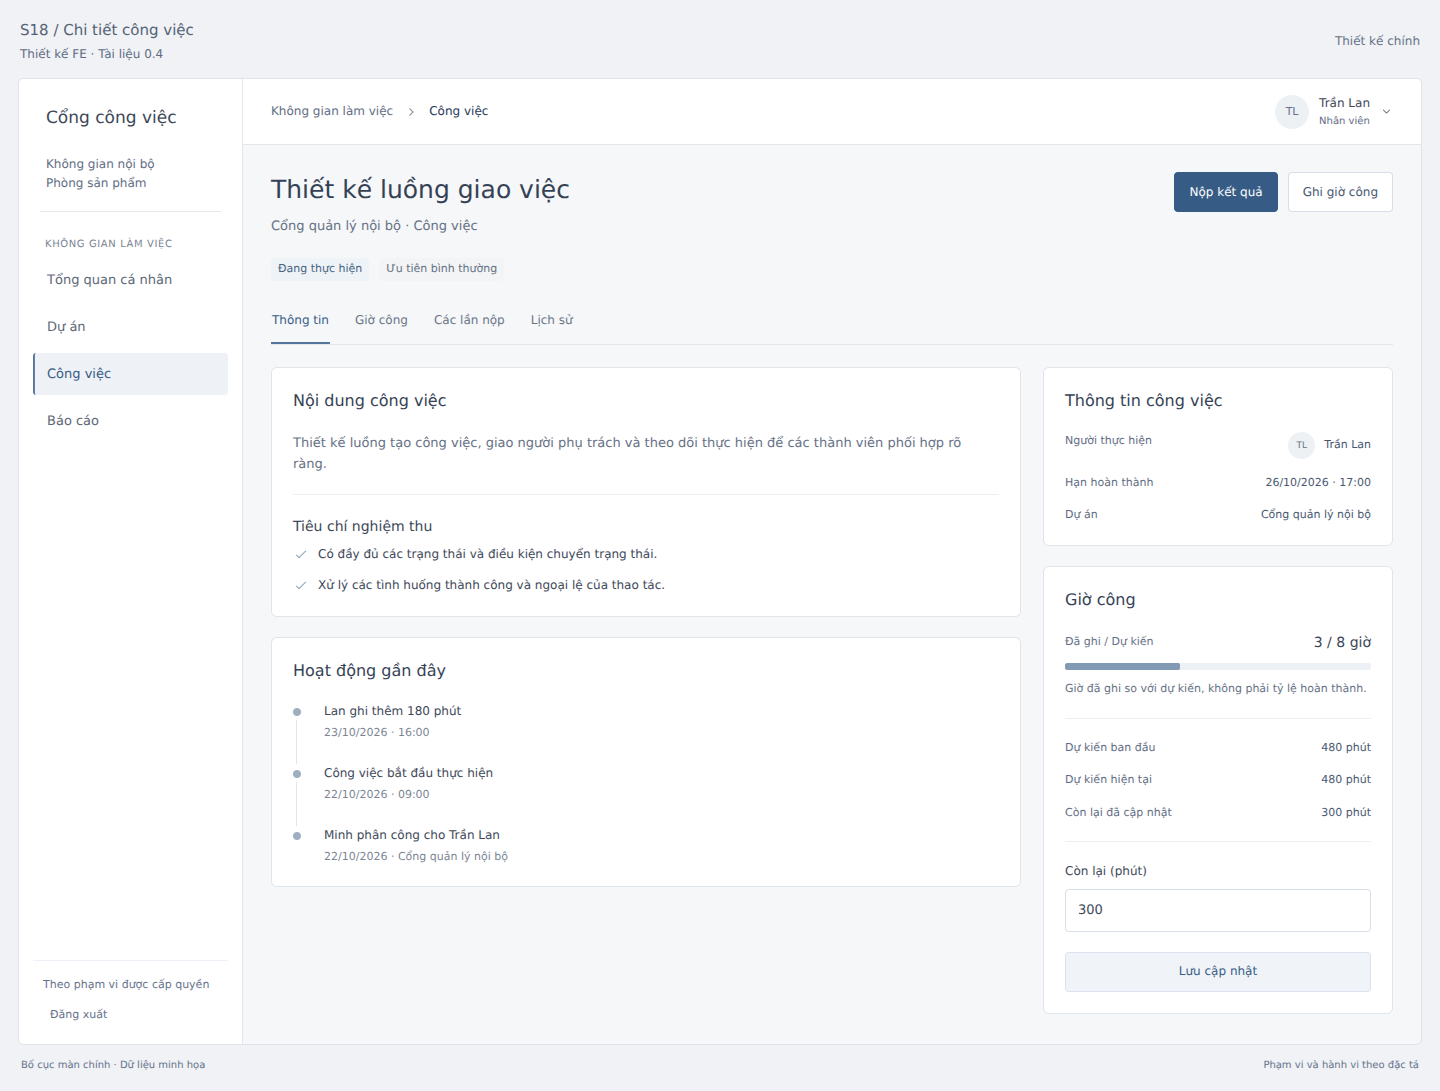 S18 / Chi tiết công việc
Thiết kế FE · Tài liệu 0.4
Thiết kế chính
Cổng công việc
Không gian nội bộ
Phòng sản phẩm
KHÔNG GIAN LÀM VIỆC
Tổng quan cá nhân
Dự án
Công việc
Báo cáo
Theo phạm vi được cấp quyền
Đăng xuất
Không gian làm việc
Công việc
TL
Trần Lan
Nhân viên
Thiết kế luồng giao việc
Cổng quản lý nội bộ · Công việc
Nộp kết quả
Ghi giờ công
Đang thực hiện
Ưu tiên bình thường
Thông tin
Giờ công
Các lần nộp
Lịch sử
Nội dung công việc
Thiết kế luồng tạo công việc, giao người phụ trách và theo dõi thực hiện để các thành viên phối hợp rõ
ràng.
Tiêu chí nghiệm thu
Có đầy đủ các trạng thái và điều kiện chuyển trạng thái.
Xử lý các tình huống thành công và ngoại lệ của thao tác.
Hoạt động gần đây
Lan ghi thêm 180 phút
23/10/2026 · 16:00
Công việc bắt đầu thực hiện
22/10/2026 · 09:00
Minh phân công cho Trần Lan
22/10/2026 · Cổng quản lý nội bộ
Thông tin công việc
Người thực hiện
TL
Trần Lan
Hạn hoàn thành
26/10/2026 · 17:00
Dự án
Cổng quản lý nội bộ
Giờ công
Đã ghi / Dự kiến
3 / 8 giờ
Giờ đã ghi so với dự kiến, không phải tỷ lệ hoàn thành.
Dự kiến ban đầu
480 phút
Dự kiến hiện tại
480 phút
Còn lại đã cập nhật
300 phút
Còn lại (phút)
300
Lưu cập nhật
Bố cục màn chính · Dữ liệu minh họa
Phạm vi và hành vi theo đặc tả